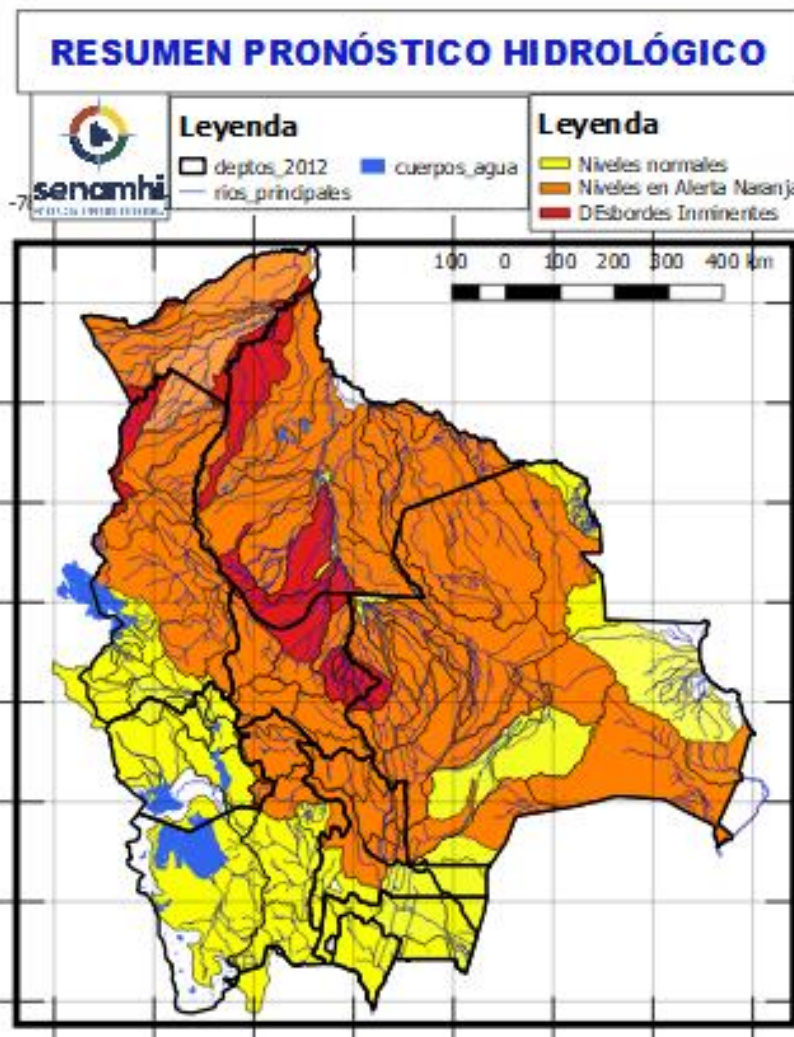 RESUMEN PRONÓSTICO HIDROLÓGICO
senamhi
Leyenda
deptos_2012
cuerpos_agua
rios_principales
Leyenda
Niveles normales
Niveles en Alerta Naranja
DEsbordes Inminentes
100 0 100 200 300 400 km